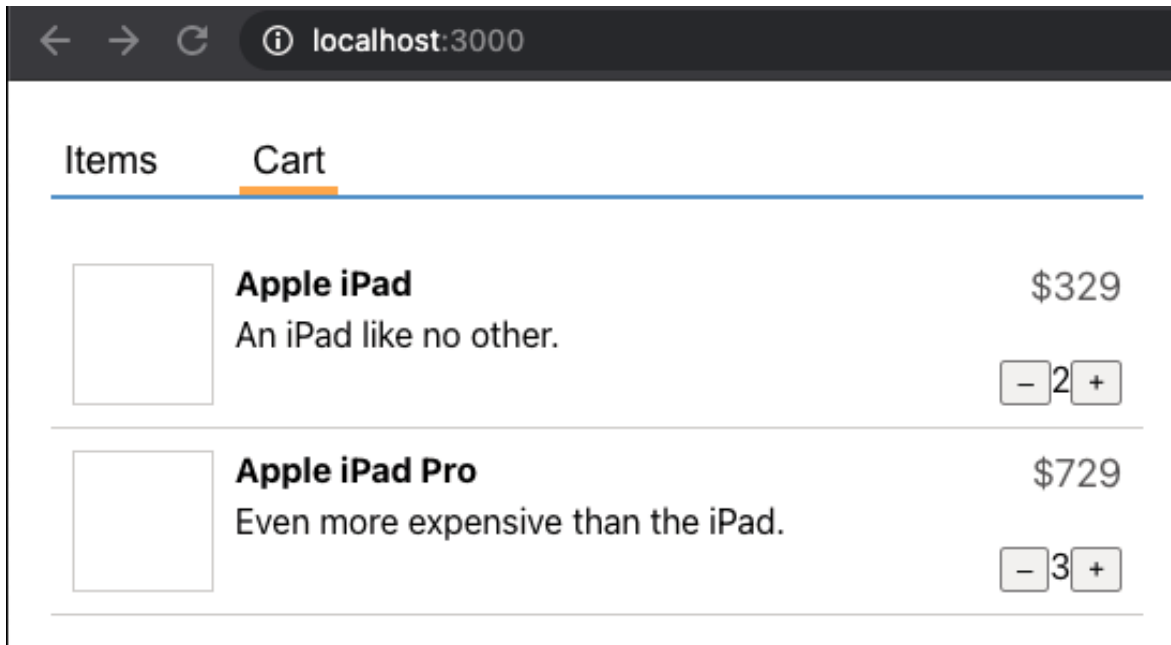 localhost:3000
Items Cart
Apple iPad $329
An iPad like no other.
– 2 +
Apple iPad Pro $729
Even more expensive than the iPad.
– 3 +